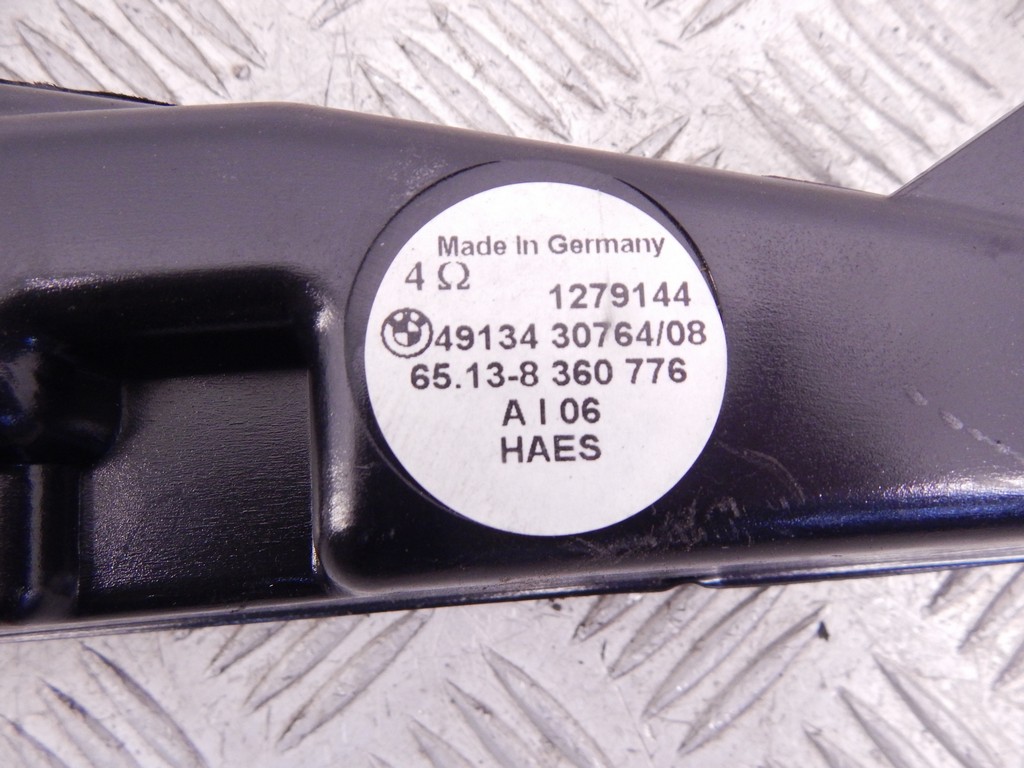 Made In Germany
4 Ω
1279144
49134 30764/08
65.13-8 360 776
A I 06
HAES